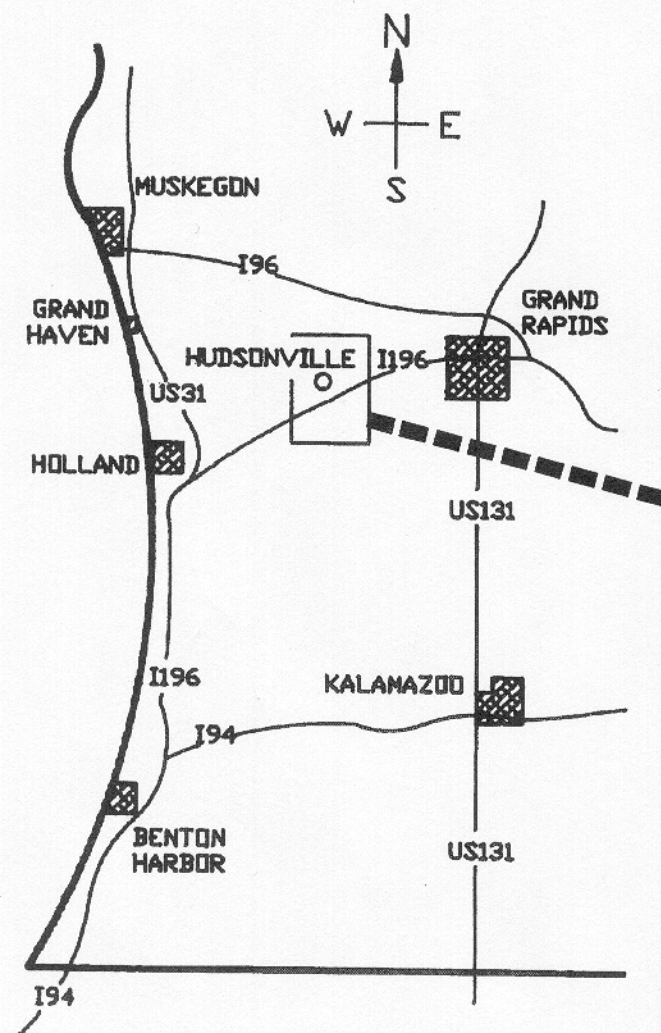 N
W E
S
MUSKEGON
I96
GRAND
HAVEN
GRAND
RAPIDS
HUDSONVILLE
I196
US31
HOLLAND
US131
I196
KALAMAZOO
I94
BENTON
HARBOR
US131
I94